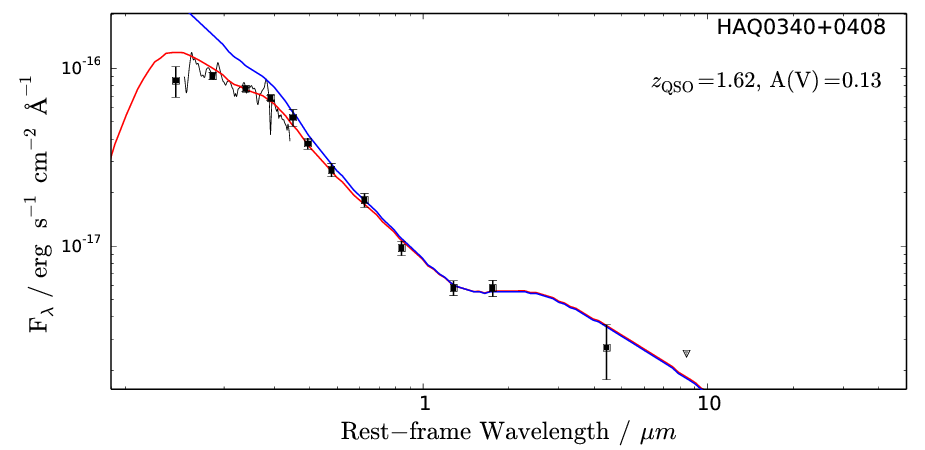 HAQ0340+0408
z_QSO=1.62, A(V)=0.13
10^-16
10^-17
F_λ / erg s^−1 cm^−2 Å^−1
1 10
Rest−frame Wavelength / μm